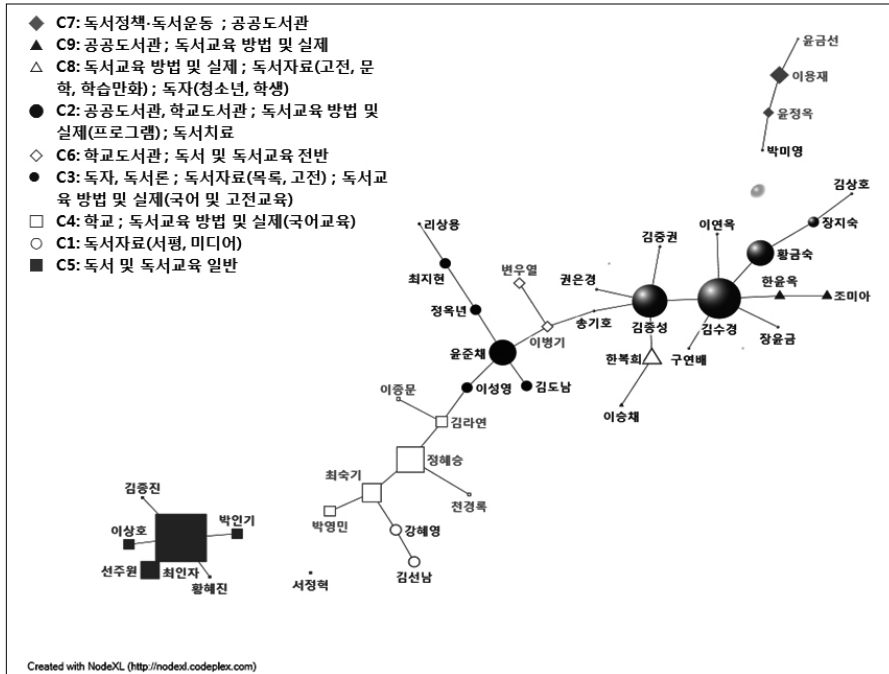 C7: 독서정책·독서운동 ; 공공도서관
C9: 공공도서관 ; 독서교육 방법 및 실제
C8: 독서교육 방법 및 실제 ; 독서자료(고전, 문
학, 학습만화) ; 독자(청소년, 학생)
C2: 공공도서관, 학교도서관 ; 독서교육 방법 및
실제(프로그램) ; 독서치료
C6: 학교도서관 ; 독서 및 독서교육 전반
C3: 독자, 독서론 ; 독서자료(목록, 고전) ; 독서교
육 방법 및 실제(국어 및 고전교육)
C4: 학교 ; 독서교육 방법 및 실제(국어교육)
C1: 독서자료(서평, 미디어)
C5: 독서 및 독서교육 일반
윤금선
이용재
윤정옥
박미영
김상호
장지숙
이연옥
황금숙
김중권
리상용
변우열
권은경
한윤옥
조미아
최지현
정옥년
송기호
김종성
김수경
장윤금
이병기
윤준채
한복희
구연배
이성영
김도남
이승채
이증문
김라연
정혜승
최숙기
천경록
박영민
강혜영
김선남
서정혁
김종진
이상호
박인기
선주원
최인자
황혜진
Created with NodeXL (http://nodexl.codeplex.com)